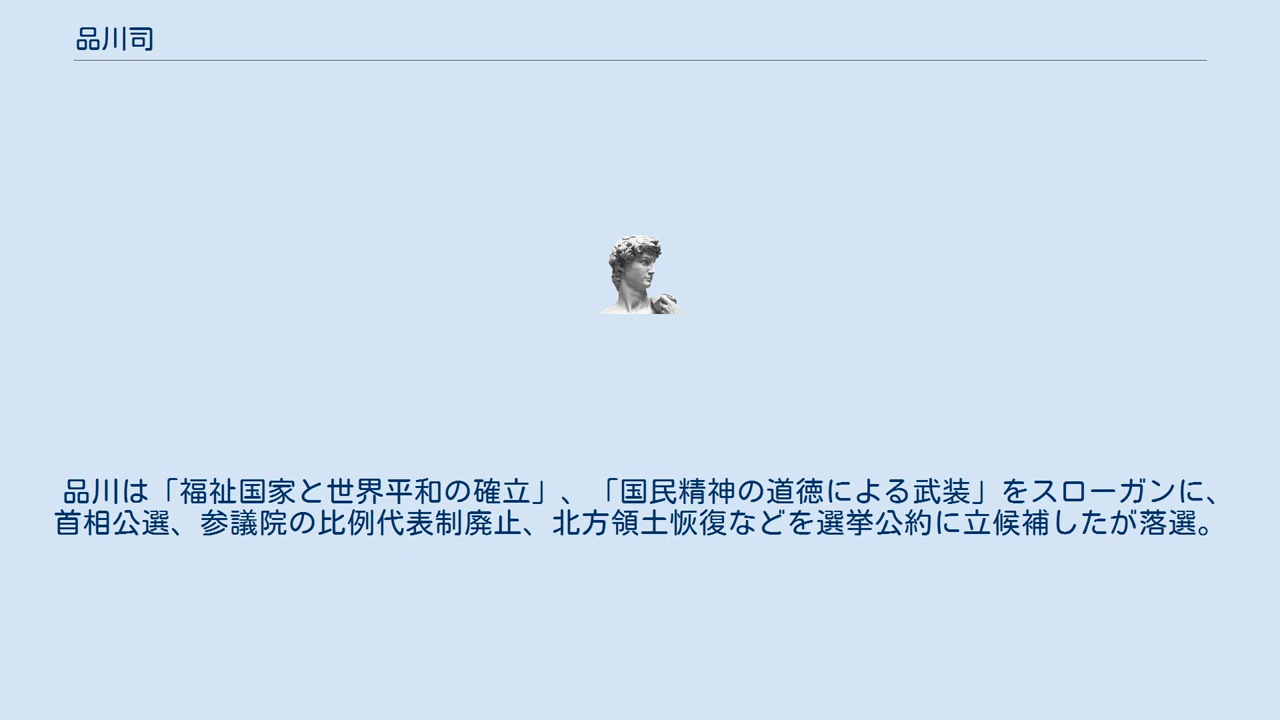 品川司
品川は「福祉国家と世界平和の確立」、「国民精神の道徳による武装」をスローガンに、
首相公選、参議院の比例代表制廃止、北方領土恢復などを選挙公約に立候補したが落選。